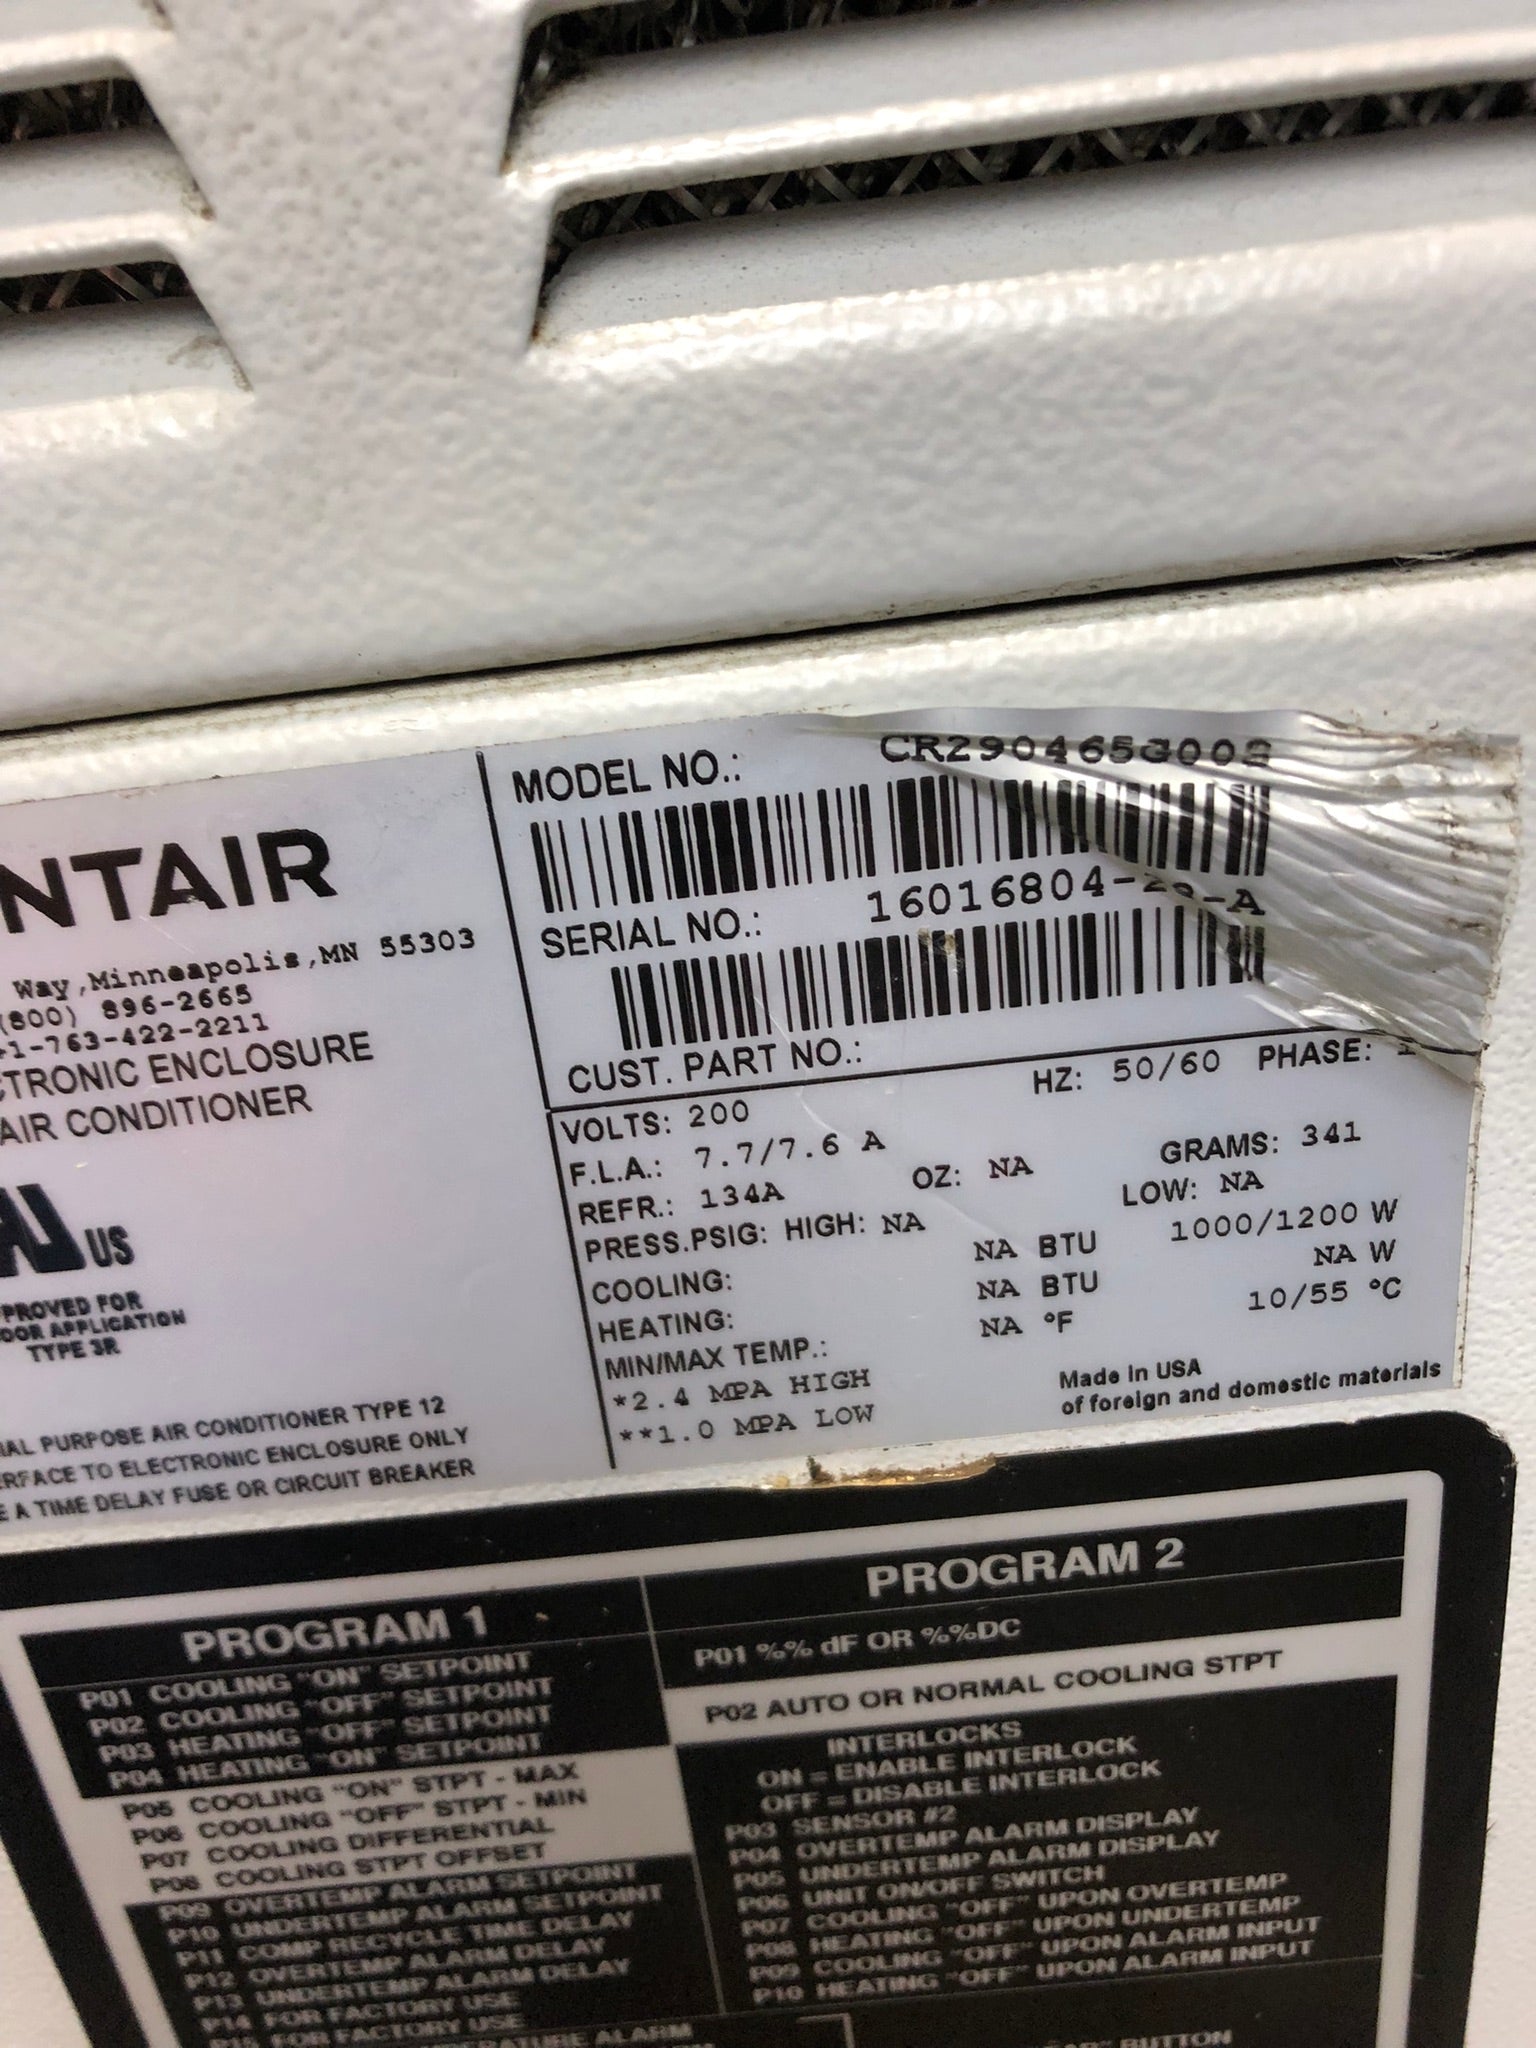 NTAIR
Way, Minneapolis, MN 55303
(800) 896-2665
+1-763-422-2211
CTRONIC ENCLOSURE
AIR CONDITIONER
US
PROVED FOR
OOR APPLICATION
TYPE 3R
IAL PURPOSE AIR CONDITIONER TYPE 12
ERFACE TO ELECTRONIC ENCLOSURE ONLY
E A TIME DELAY FUSE OR CIRCUIT BREAKER
MODEL NO.: CR290465G00
SERIAL NO.: 16016804- -A
CUST. PART NO.:
VOLTS: 200 HZ: 50/60 PHASE: 1
F.L.A.: 7.7/7.6 A
REFR.: 134A OZ: NA GRAMS: 341
PRESS.PSIG: HIGH: NA LOW: NA
COOLING: NA BTU 1000/1200 W
HEATING: NA BTU NA W
MIN/MAX TEMP.: NA °F 10/55 °C
*2.4 MPA HIGH
**1.0 MPA LOW
Made in USA
of foreign and domestic materials
PROGRAM 1
P01 COOLING "ON" SETPOINT
P02 COOLING "OFF" SETPOINT
P03 HEATING "OFF" SETPOINT
P04 HEATING "ON" SETPOINT
P05 COOLING "ON" STPT - MAX
P06 COOLING "OFF" STPT - MIN
P07 COOLING DIFFERENTIAL
P08 COOLING STPT OFFSET
P09 OVERTEMP ALARM SETPOINT
P10 UNDERTEMP ALARM SETPOINT
P11 COMP RECYCLE TIME DELAY
P12 OVERTEMP ALARM DELAY
P13 UNDERTEMP ALARM DELAY
P14 FOR FACTORY USE
P15 FOR FACTORY USE
ALARM
PROGRAM 2
P01 %% dF OR %%DC
P02 AUTO OR NORMAL COOLING STPT
INTERLOCKS
ON = ENABLE INTERLOCK
OFF = DISABLE INTERLOCK
P03 SENSOR #2
P04 OVERTEMP ALARM DISPLAY
P05 UNDERTEMP ALARM DISPLAY
P06 UNIT ON/OFF SWITCH
P07 COOLING "OFF" UPON OVERTEMP
P08 HEATING "OFF" UPON UNDERTEMP
P09 COOLING "OFF" UPON ALARM INPUT
P10 HEATING "OFF" UPON ALARM INPUT
BUTTON